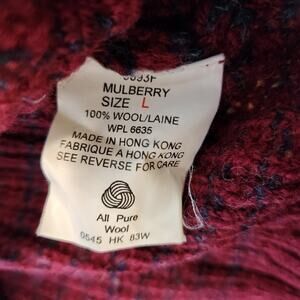 MULBERRY
SIZE L
100% WOOL/LAINE
WPL 6635
MADE IN HONG KONG
FABRIQUE A HONG KONG
SEE REVERSE FOR CARE
All Pure
Wool
0545 HK 83W